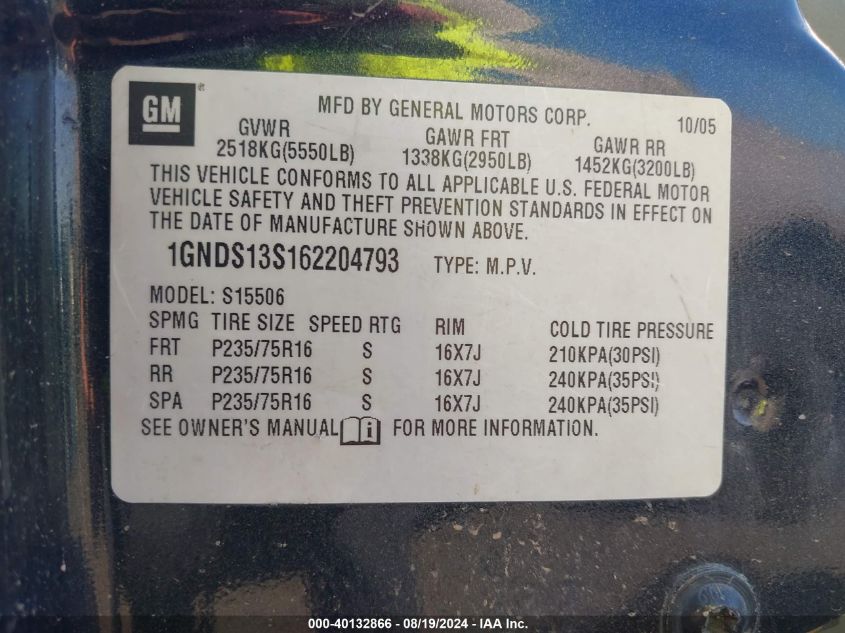 GM®
MFD BY GENERAL MOTORS CORP. 10/05
GVWR GAWR FRT GAWR RR
2518KG(5550LB) 1338KG(2950LB) 1452KG(3200LB)
THIS VEHICLE CONFORMS TO ALL APPLICABLE U.S. FEDERAL MOTOR
VEHICLE SAFETY AND THEFT PREVENTION STANDARDS IN EFFECT ON
THE DATE OF MANUFACTURE SHOWN ABOVE.
1GNDS13S162204793 TYPE: M.P.V.
MODEL: S15506
SPMG TIRE SIZE SPEED RTG RIM COLD TIRE PRESSURE
FRT P235/75R16 S 16X7J 210KPA(30PSI)
RR P235/75R16 S 16X7J 240KPA(35PSI)
SPA P235/75R16 S 16X7J 240KPA(35PSI)
SEE OWNER'S MANUAL i FOR MORE INFORMATION.
000-40132866 - 08/19/2024 - IAA Inc.